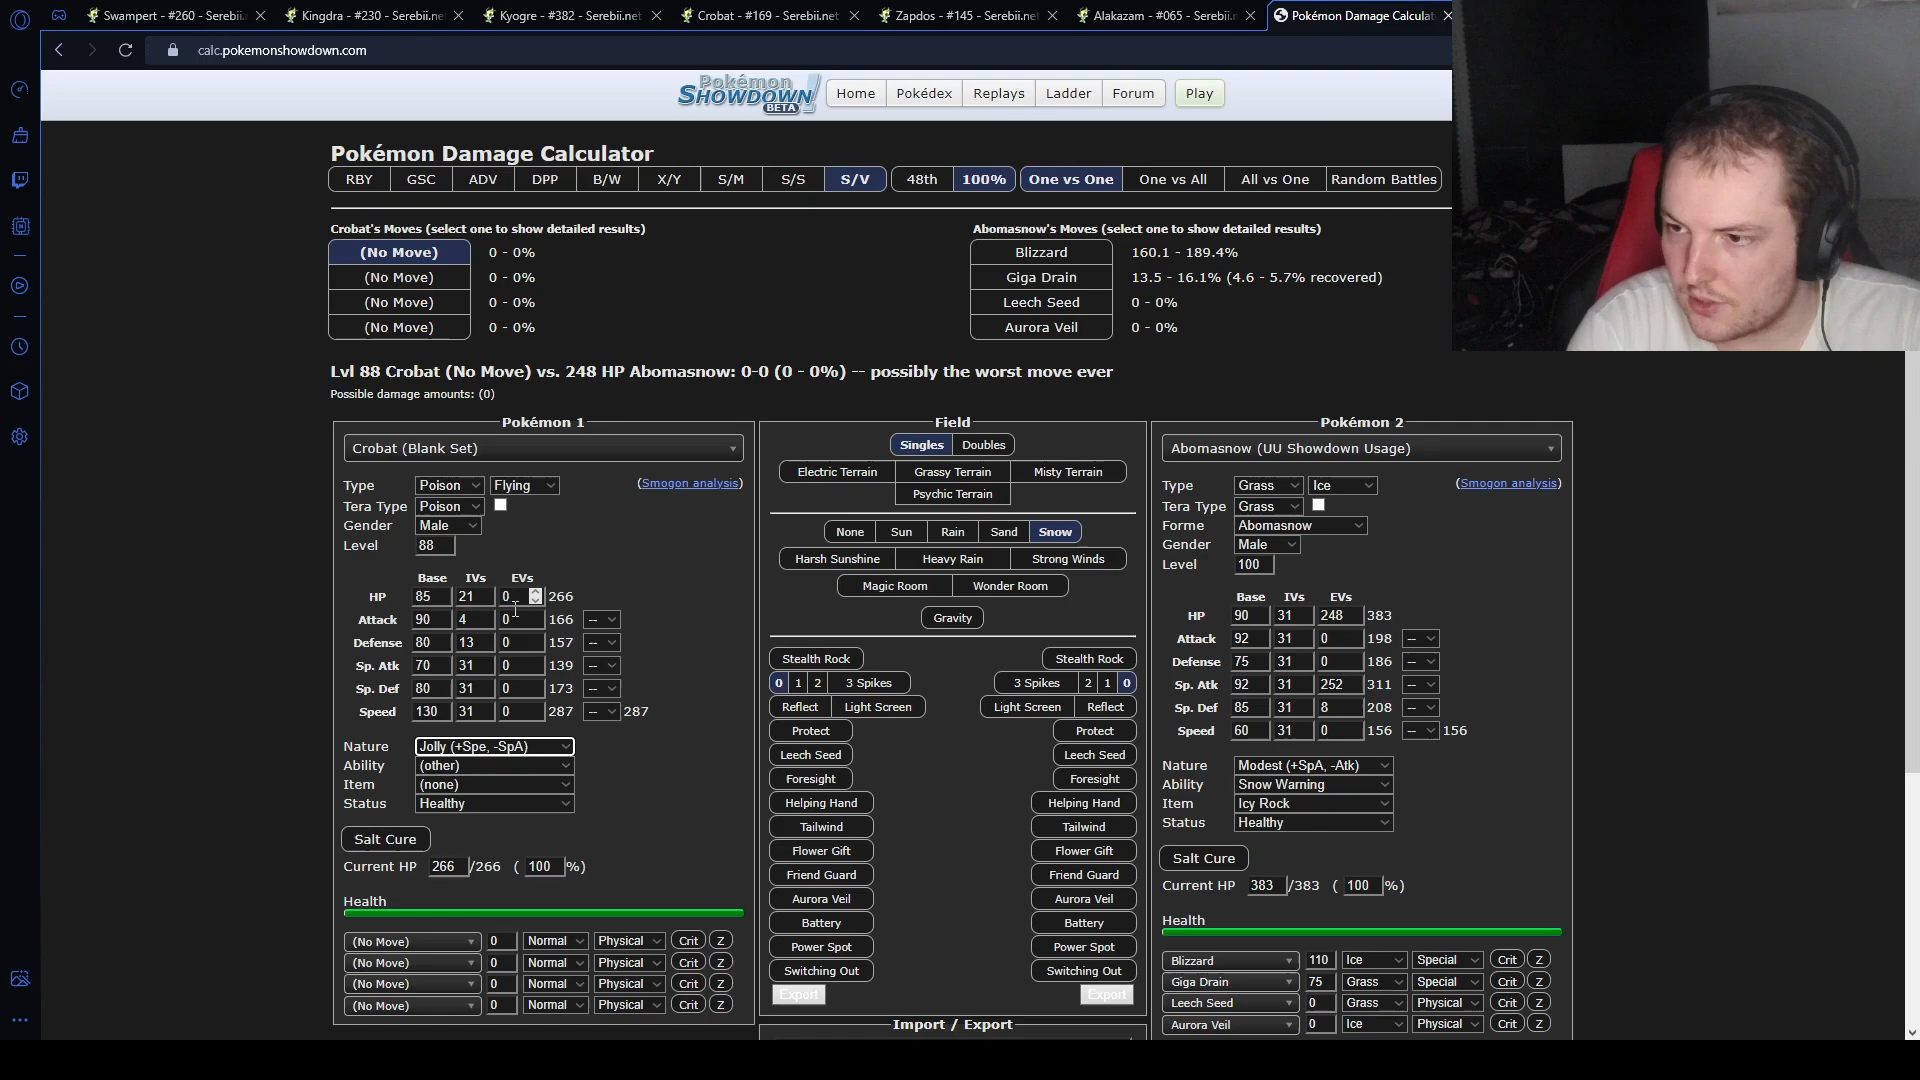 Swampert - #260 - Serebii.net
Kingdra - #230 - Serebii.net
Kyogre - #382 - Serebii.net
Crobat - #169 - Serebii.net
Zapdos - #145 - Serebii.net
Alakazam - #065 - Serebii.n
Pokémon Damage Calculat
calc.pokemonshowdown.com
Pokémon SHOWDOWN! BETA
Home Pokédex Replays Ladder Forum Play
Pokémon Damage Calculator
RBY GSC ADV DPP B/W X/Y S/M S/S S/V 48th 100% One vs One One vs All All vs One Random Battles
Crobat's Moves (select one to show detailed results)
(No Move) 0 - 0%
(No Move) 0 - 0%
(No Move) 0 - 0%
(No Move) 0 - 0%
Abomasnow's Moves (select one to show detailed results)
Blizzard 160.1 - 189.4%
Giga Drain 13.5 - 16.1% (4.6 - 5.7% recovered)
Leech Seed 0 - 0%
Aurora Veil 0 - 0%
Lvl 88 Crobat (No Move) vs. 248 HP Abomasnow: 0-0 (0 - 0%) -- possibly the worst move ever
Possible damage amounts: (0)
Pokémon 1
Crobat (Blank Set)
Type Poison Flying (Smogon analysis)
Tera Type Poison
Gender Male
Level 88
Base IVs EVs
HP 85 21 0 266
Attack 90 4 0 166 --
Defense 80 13 0 157 --
Sp. Atk 70 31 0 139 --
Sp. Def 80 31 0 173 --
Speed 130 31 0 287 -- 287
Nature Jolly (+Spe, -SpA)
Ability (other)
Item (none)
Status Healthy
Salt Cure
Current HP 266 /266 ( 100 %)
Health
(No Move) 0 Normal Physical Crit Z
(No Move) 0 Normal Physical Crit Z
(No Move) 0 Normal Physical Crit Z
(No Move) 0 Normal Physical Crit Z
Field
Singles Doubles
Electric Terrain Grassy Terrain Misty Terrain
Psychic Terrain
None Sun Rain Sand Snow
Harsh Sunshine Heavy Rain Strong Winds
Magic Room Wonder Room
Gravity
Stealth Rock Stealth Rock
0 1 2 3 Spikes 3 Spikes 2 1 0
Reflect Light Screen Light Screen Reflect
Protect Protect
Leech Seed Leech Seed
Foresight Foresight
Helping Hand Helping Hand
Tailwind Tailwind
Flower Gift Flower Gift
Friend Guard Friend Guard
Aurora Veil Aurora Veil
Battery Battery
Power Spot Power Spot
Switching Out Switching Out
Export Export
Import / Export
Pokémon 2
Abomasnow (UU Showdown Usage)
Type Grass Ice (Smogon analysis)
Tera Type Grass
Forme Abomasnow
Gender Male
Level 100
Base IVs EVs
HP 90 31 248 383
Attack 92 31 0 198 --
Defense 75 31 0 186 --
Sp. Atk 92 31 252 311 --
Sp. Def 85 31 8 208 --
Speed 60 31 0 156 -- 156
Nature Modest (+SpA, -Atk)
Ability Snow Warning
Item Icy Rock
Status Healthy
Salt Cure
Current HP 383 /383 ( 100 %)
Health
Blizzard 110 Ice Special Crit Z
Giga Drain 75 Grass Special Crit Z
Leech Seed 0 Grass Physical Crit Z
Aurora Veil 0 Ice Physical Crit Z